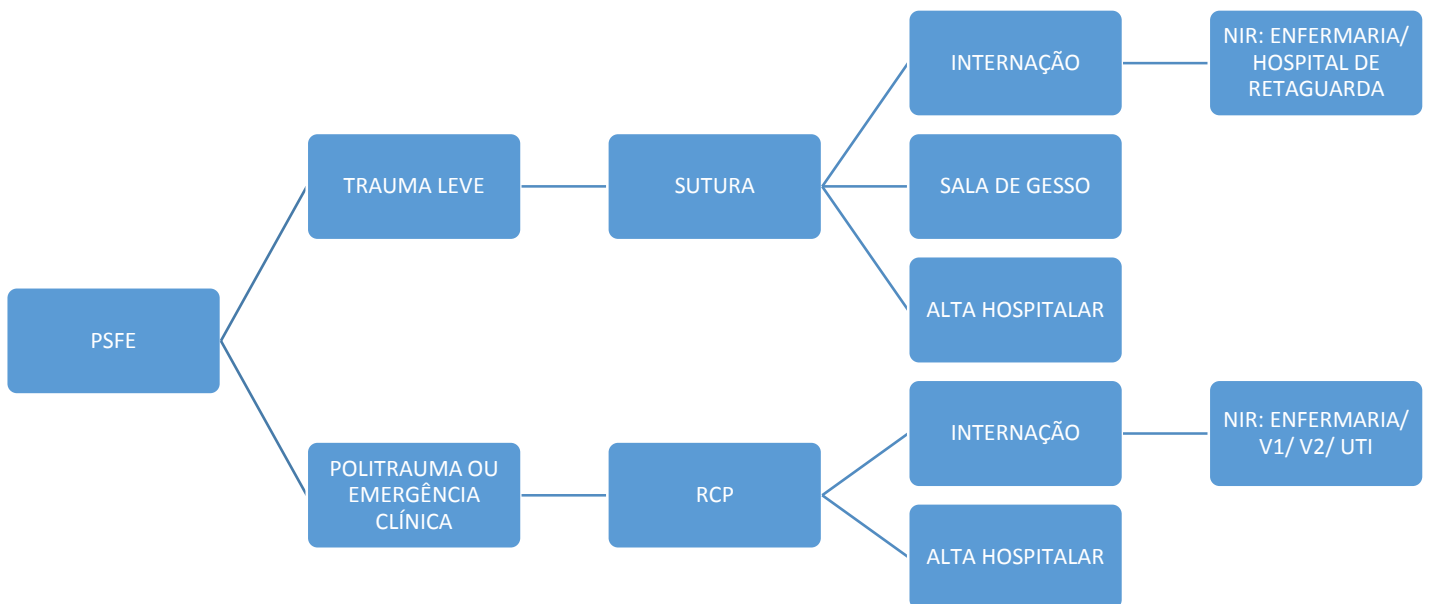 PSFE
TRAUMA LEVE
SUTURA
INTERNAÇÃO
NIR: ENFERMARIA/
HOSPITAL DE
RETAGUARDA
SALA DE GESSO
ALTA HOSPITALAR
POLITRAUMA OU
EMERGÊNCIA
CLÍNICA
RCP
INTERNAÇÃO
NIR: ENFERMARIA/
V1/ V2/ UTI
ALTA HOSPITALAR